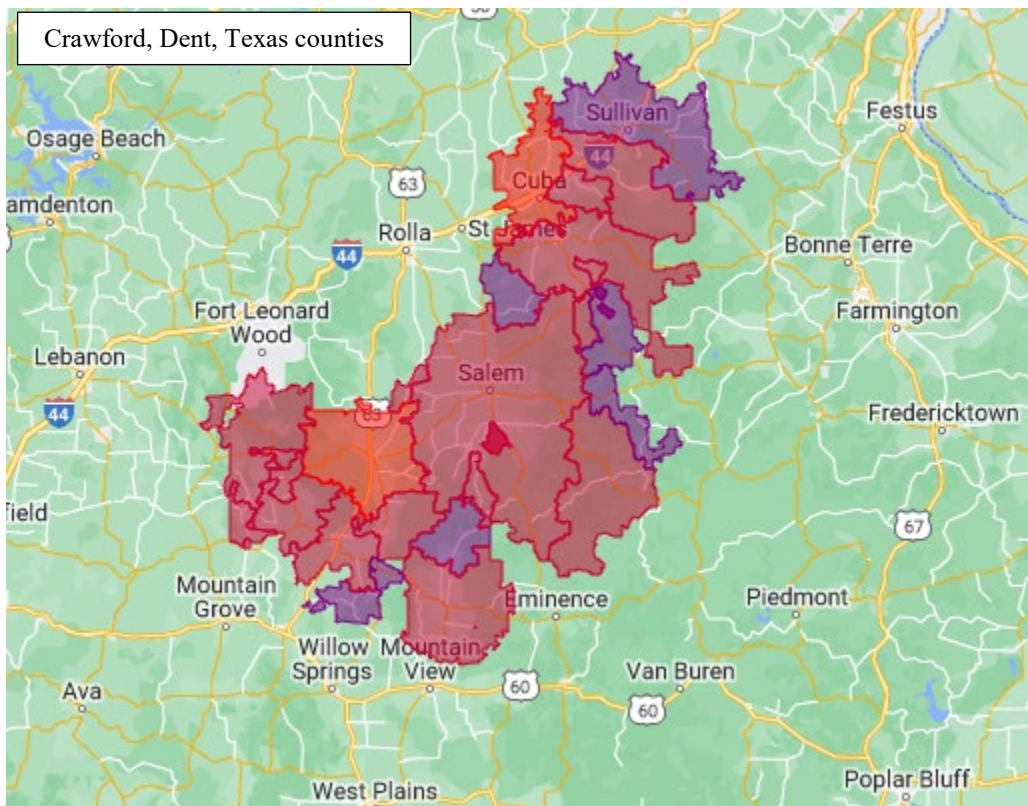 50
Crawford, Dent, Texas counties
Sullivan
Festus
Osage Beach
44
63
Cuba
amdenton
Rolla
St James
44
Bonne Terre
Fort Leonard
Wood
Farmington
Lebanon
Salem
44
63
Fredericktown
field
67
Mountain
Grove
Eminence
Piedmont
Willow
Springs
Mountain
View
Van Buren
60
60
Ava
West Plains
Poplar Bluff